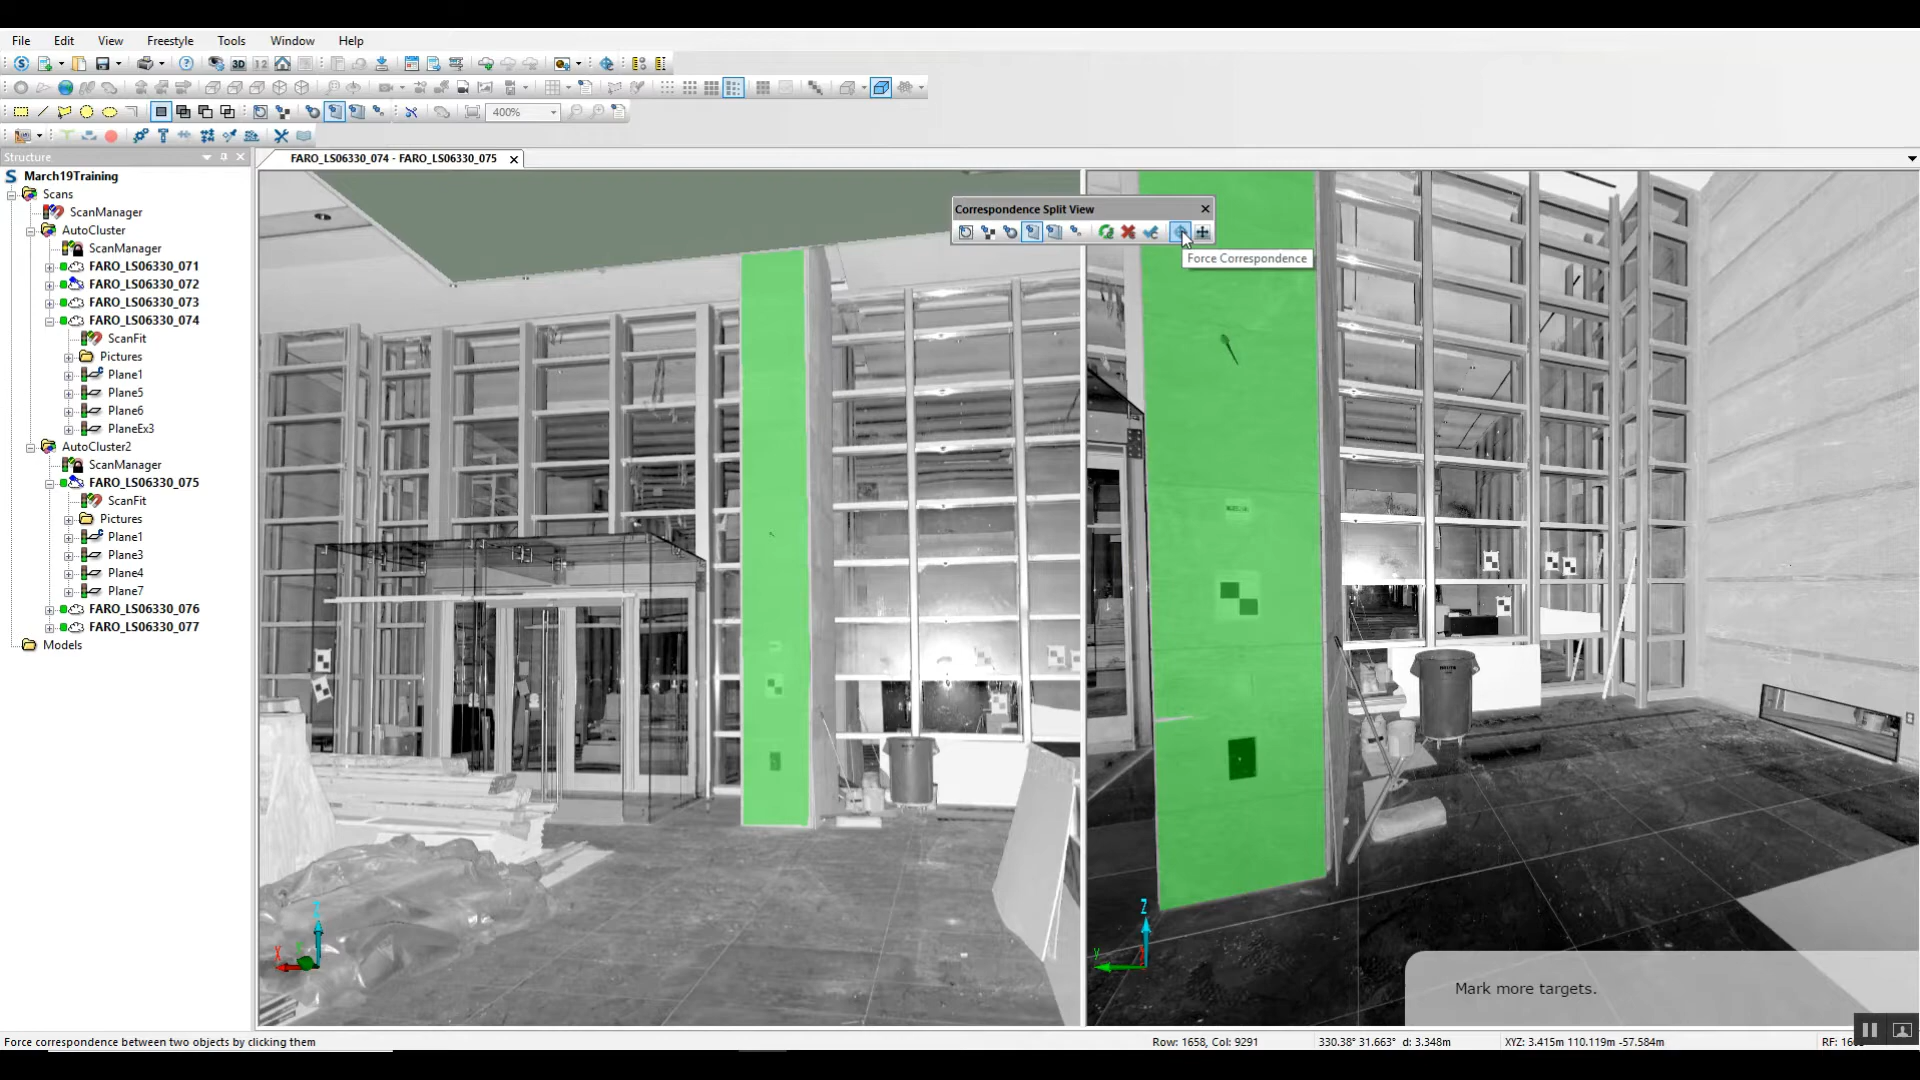 File Edit View Freestyle Tools Window Help
3D 12
400%
Structure
FARO_LS06330_074 - FARO_LS06330_075
March19Training
Scans
ScanManager
AutoCluster
ScanManager
FARO_LS06330_071
FARO_LS06330_072
FARO_LS06330_073
FARO_LS06330_074
ScanFit
Pictures
Plane1
Plane5
Plane6
PlaneEx3
AutoCluster2
ScanManager
FARO_LS06330_075
ScanFit
Pictures
Plane1
Plane3
Plane4
Plane7
FARO_LS06330_076
FARO_LS06330_077
Models
Correspondence Split View
Force Correspondence
Z
X
Z
Y
Mark more targets.
Force correspondence between two objects by clicking them
Row: 1658, Col: 9291
330.38° 31.663° d: 3.348m
XYZ: 3.415m 110.119m -57.584m